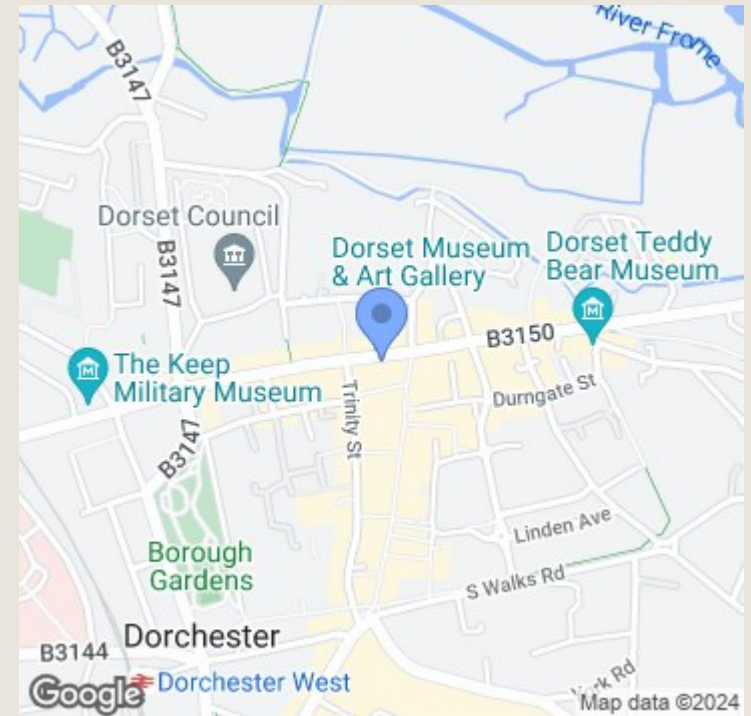 River Frome
B3147
Dorset Council
B3147
Dorset Museum
& Art Gallery
Dorset Teddy
Bear Museum
B3150
The Keep
Military Museum
Trinity St
Durngate St
B3147
Linden Ave
Borough
Gardens
S Walks Rd
Dorchester
B3144
Dorchester West
Rd
Google
Map data ©2024